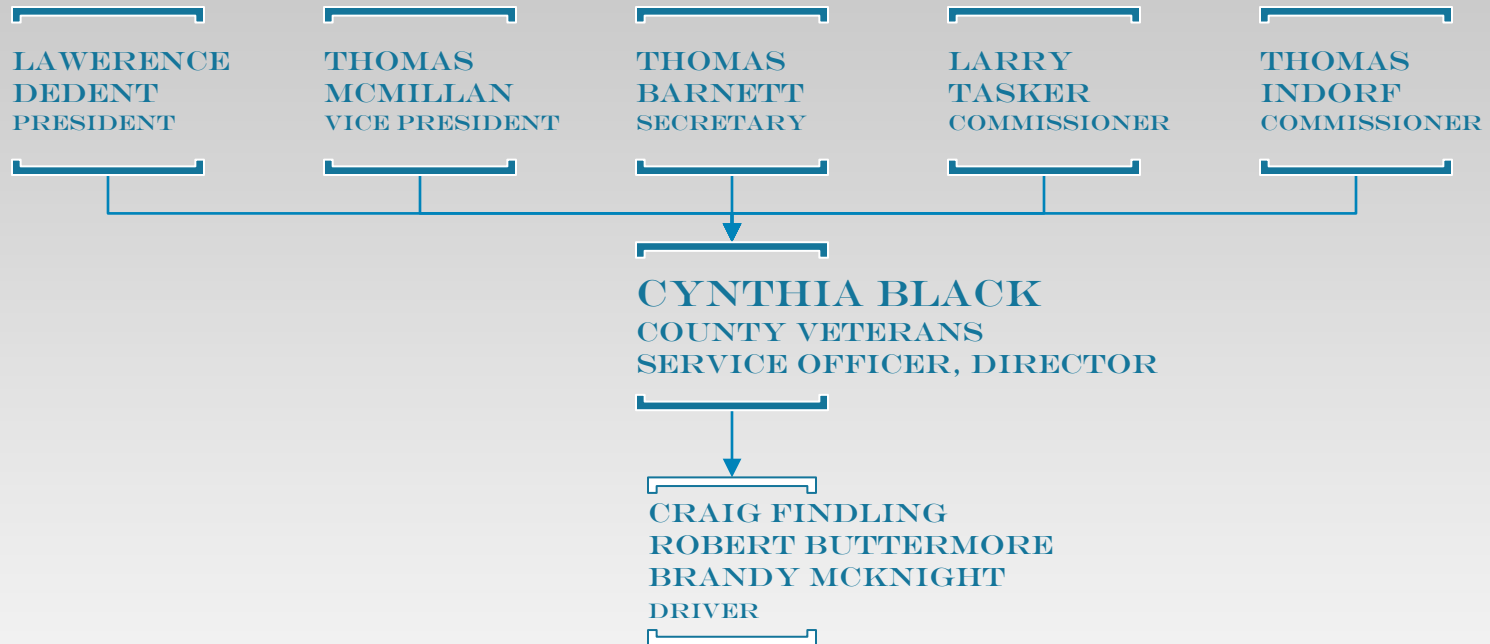 LAWERENCE
DEDENT
PRESIDENT
THOMAS
MCMILLAN
VICE PRESIDENT
THOMAS
BARNETT
SECRETARY
LARRY
TASKER
COMMISSIONER
THOMAS
INDORF
COMMISSIONER
CYNTHIA BLACK
COUNTY VETERANS
SERVICE OFFICER, DIRECTOR
CRAIG FINDLING
ROBERT BUTTERMORE
BRANDY MCKNIGHT
DRIVER